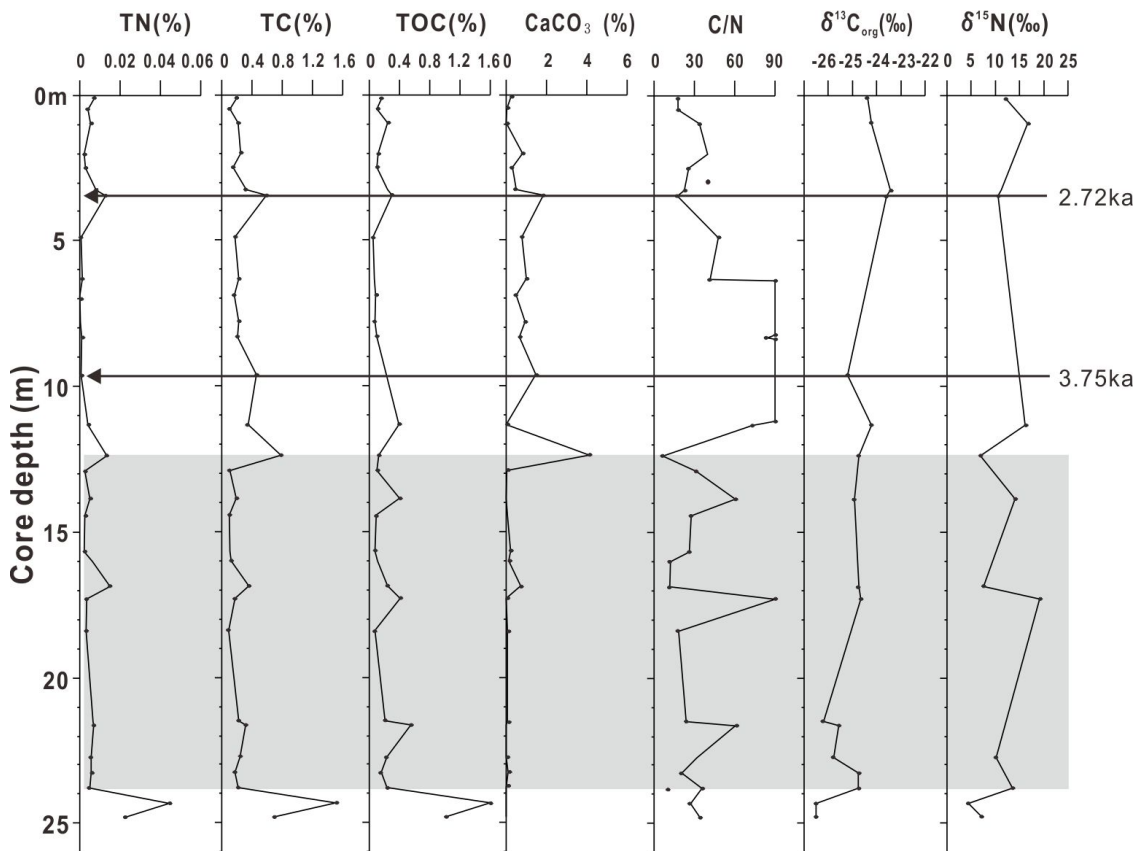 TN(%) TC(%) TOC(%) CaCO₃ (%) C/N δ¹³Corg(‰) δ¹⁵N(‰)
0 0.02 0.04 0.06 0 0.4 0.8 1.2 1.6 0 0.4 0.8 1.2 1.6 0 2 4 6 0 30 60 90 -26 -25 -24 -23 -22 0 5 10 15 20 25
0m
2.72ka
5
3.75ka
10
Core depth (m)
15
20
25